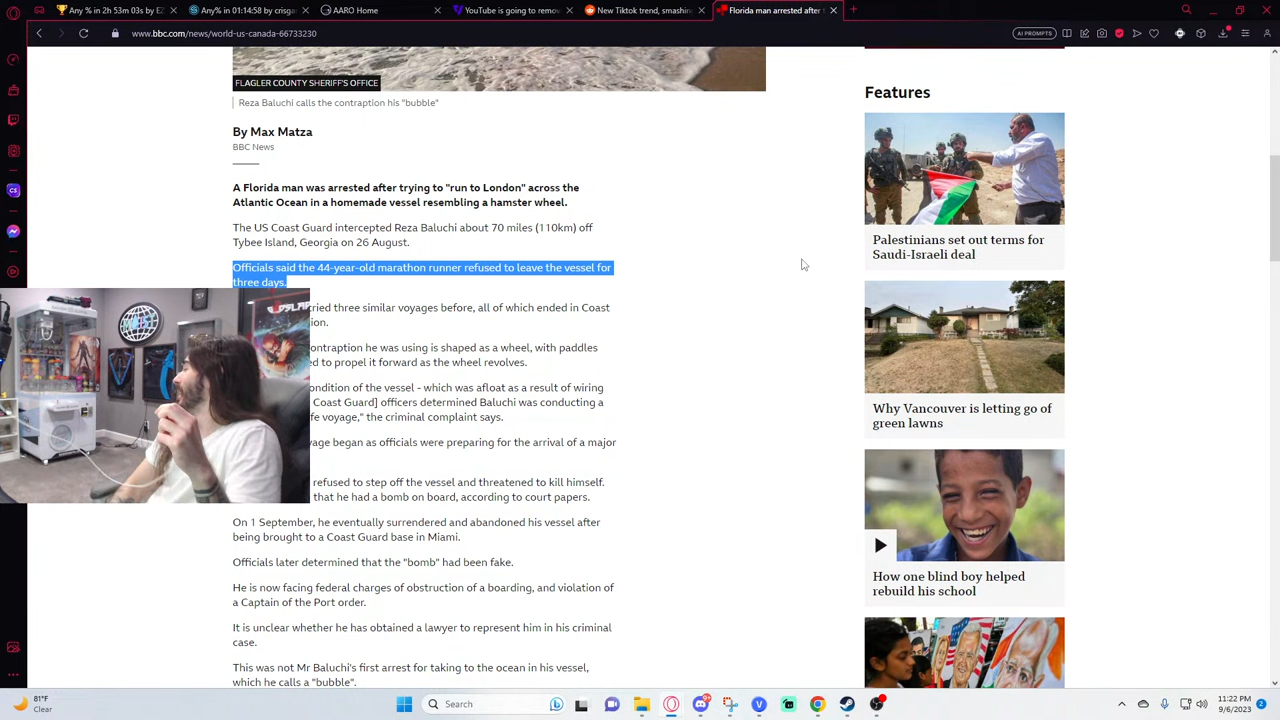 Any % in 2h 53m 03s by EZ
Any% in 01:14:58 by crisgar
AARO Home
YouTube is going to remov
New Tiktok trend, smashin
Florida man arrested after t
www.bbc.com/news/world-us-canada-66733230
AI PROMPTS
FLAGLER COUNTY SHERIFF'S OFFICE
Reza Baluchi calls the contraption his "bubble"
By Max Matza
BBC News
A Florida man was arrested after trying to "run to London" across the
Atlantic Ocean in a homemade vessel resembling a hamster wheel.
The US Coast Guard intercepted Reza Baluchi about 70 miles (110km) off
Tybee Island, Georgia on 26 August.
Officials said the 44-year-old marathon runner refused to leave the vessel for
three days.
tried three similar voyages before, all of which ended in Coast
ion.
ontraption he was using is shaped as a wheel, with paddles
ed to propel it forward as the wheel revolves.
ondition of the vessel - which was afloat as a result of wiring
Coast Guard] officers determined Baluchi was conducting a
fe voyage," the criminal complaint says.
yage began as officials were preparing for the arrival of a major
refused to step off the vessel and threatened to kill himself.
that he had a bomb on board, according to court papers.
On 1 September, he eventually surrendered and abandoned his vessel after
being brought to a Coast Guard base in Miami.
Officials later determined that the "bomb" had been fake.
He is now facing federal charges of obstruction of a boarding, and violation of
a Captain of the Port order.
It is unclear whether he has obtained a lawyer to represent him in his criminal
case.
This was not Mr Baluchi's first arrest for taking to the ocean in his vessel,
which he calls a "bubble".
Features
Palestinians set out terms for
Saudi-Israeli deal
Why Vancouver is letting go of
green lawns
How one blind boy helped
rebuild his school
CS
81°F
Clear
Search
11:22 PM
9/6/2023
2